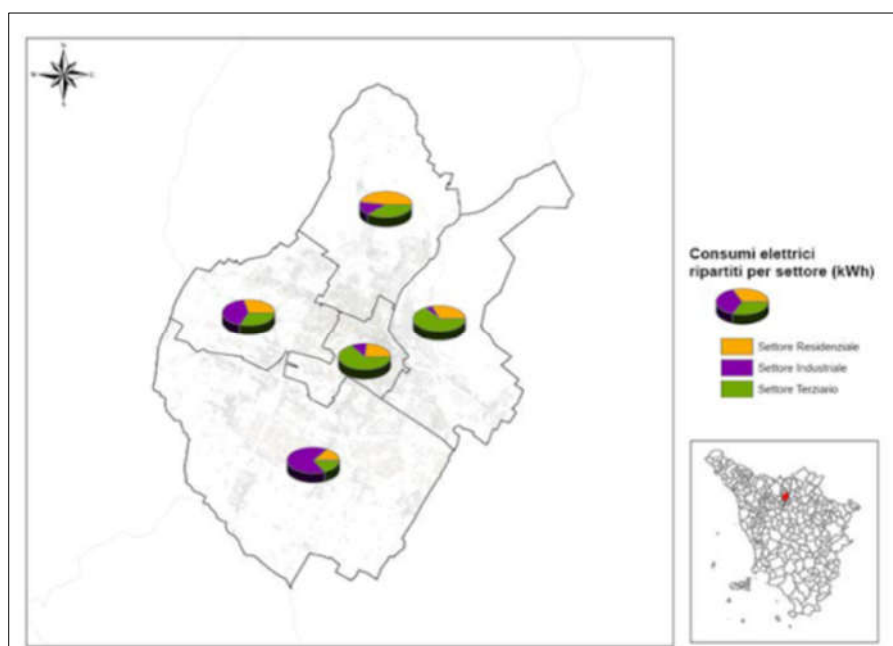 Consumi elettrici
ripartiti per settore (kWh)
Settore Residenziale
Settore Industriale
Settore Terziario